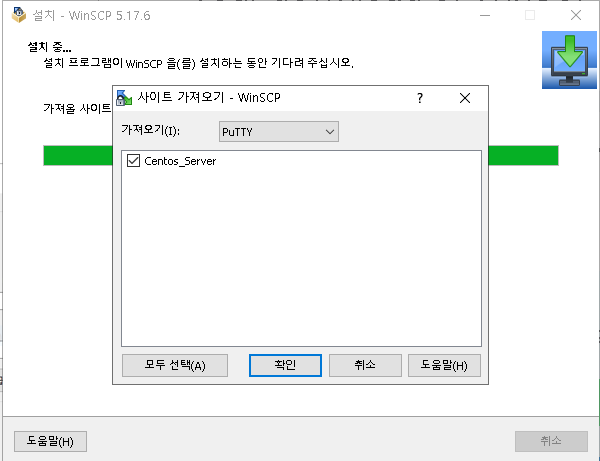 설치 - WinSCP 5.17.6
설치 중...
설치 프로그램이 WinSCP 을(를) 설치하는 동안 기다려 주십시오.
가져올 사이트
사이트 가져오기 - WinSCP
?
가져오기(I):
PuTTY
Centos_Server
모두 선택(A)
확인
취소
도움말(H)
도움말(H)
취소